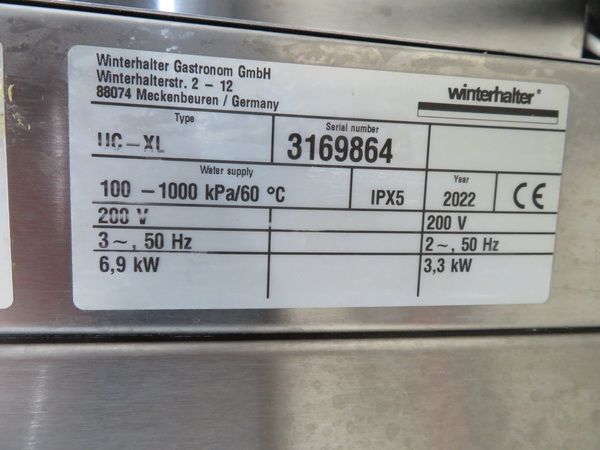 Winterhalter Gastronom GmbH
Winterhalterstr. 2 - 12
88074 Meckenbeuren / Germany
winterhalter®
Type
UC-XL
Serial number
3169864
Water supply
100 - 1000 kPa/60 °C
IPX5
Year
2022
CE
200 V
200 V
3~, 50 Hz
2~, 50 Hz
6,9 kW
3,3 kW